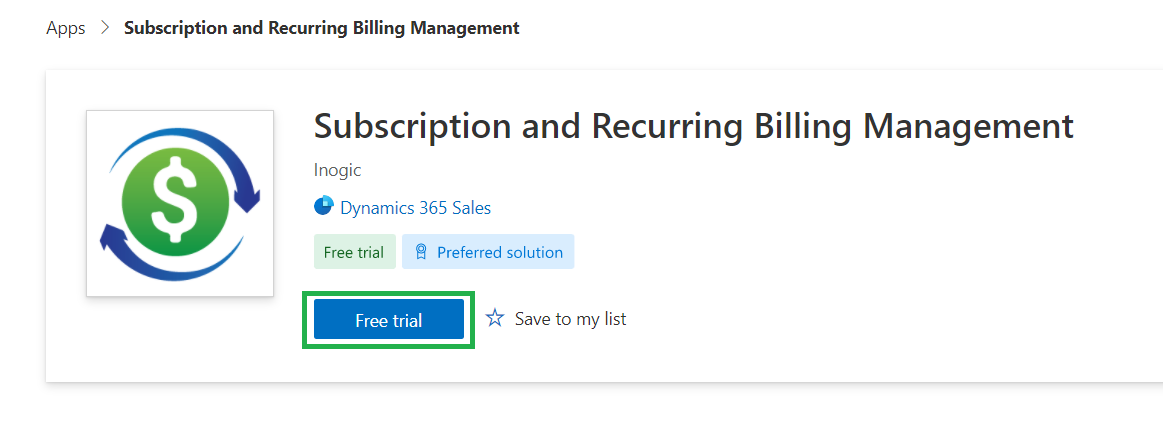 Apps > Subscription and Recurring Billing Management
Subscription and Recurring Billing Management
Inogic
Dynamics 365 Sales
Free trial Preferred solution
Free trial Save to my list